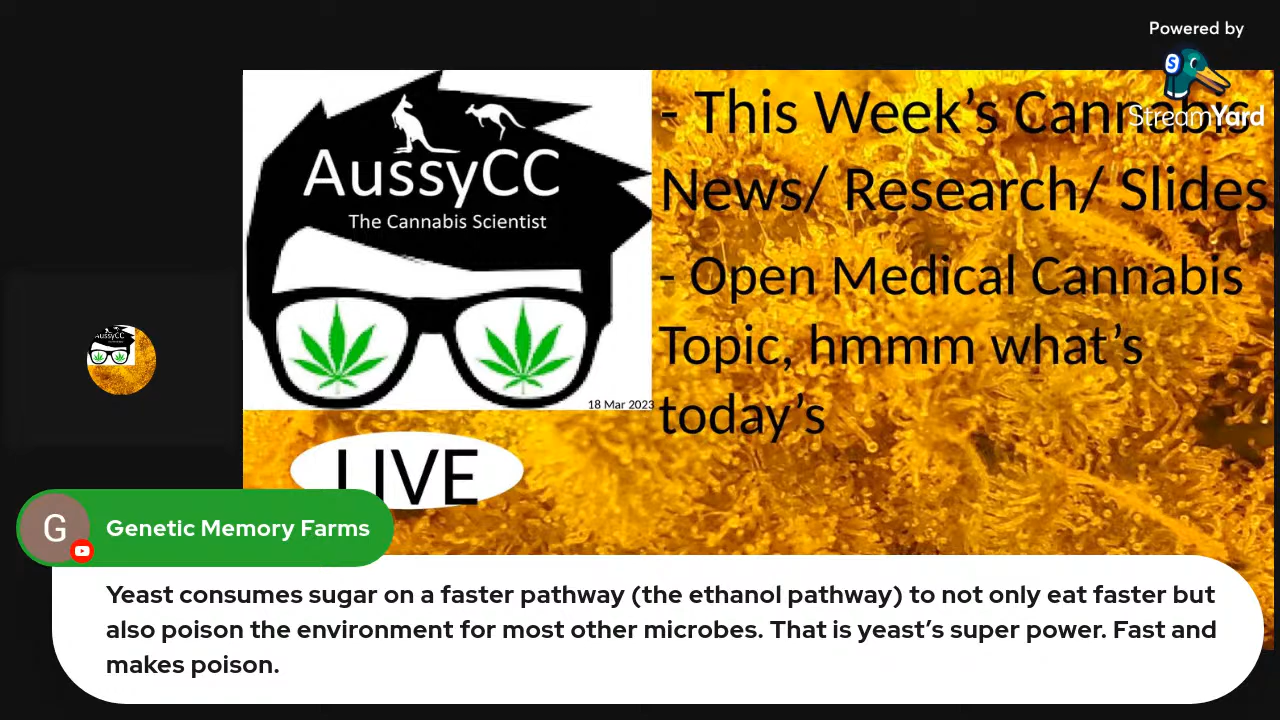 Powered by
StreamYard
- This Week's Cannabis
News/ Research/ Slides
- Open Medical Cannabis
Topic, hmmm what's
today's
AussyCC
The Cannabis Scientist
18 Mar 2023
LIVE
AussyCC
G
Genetic Memory Farms
Yeast consumes sugar on a faster pathway (the ethanol pathway) to not only eat faster but
also poison the environment for most other microbes. That is yeast’s super power. Fast and
makes poison.